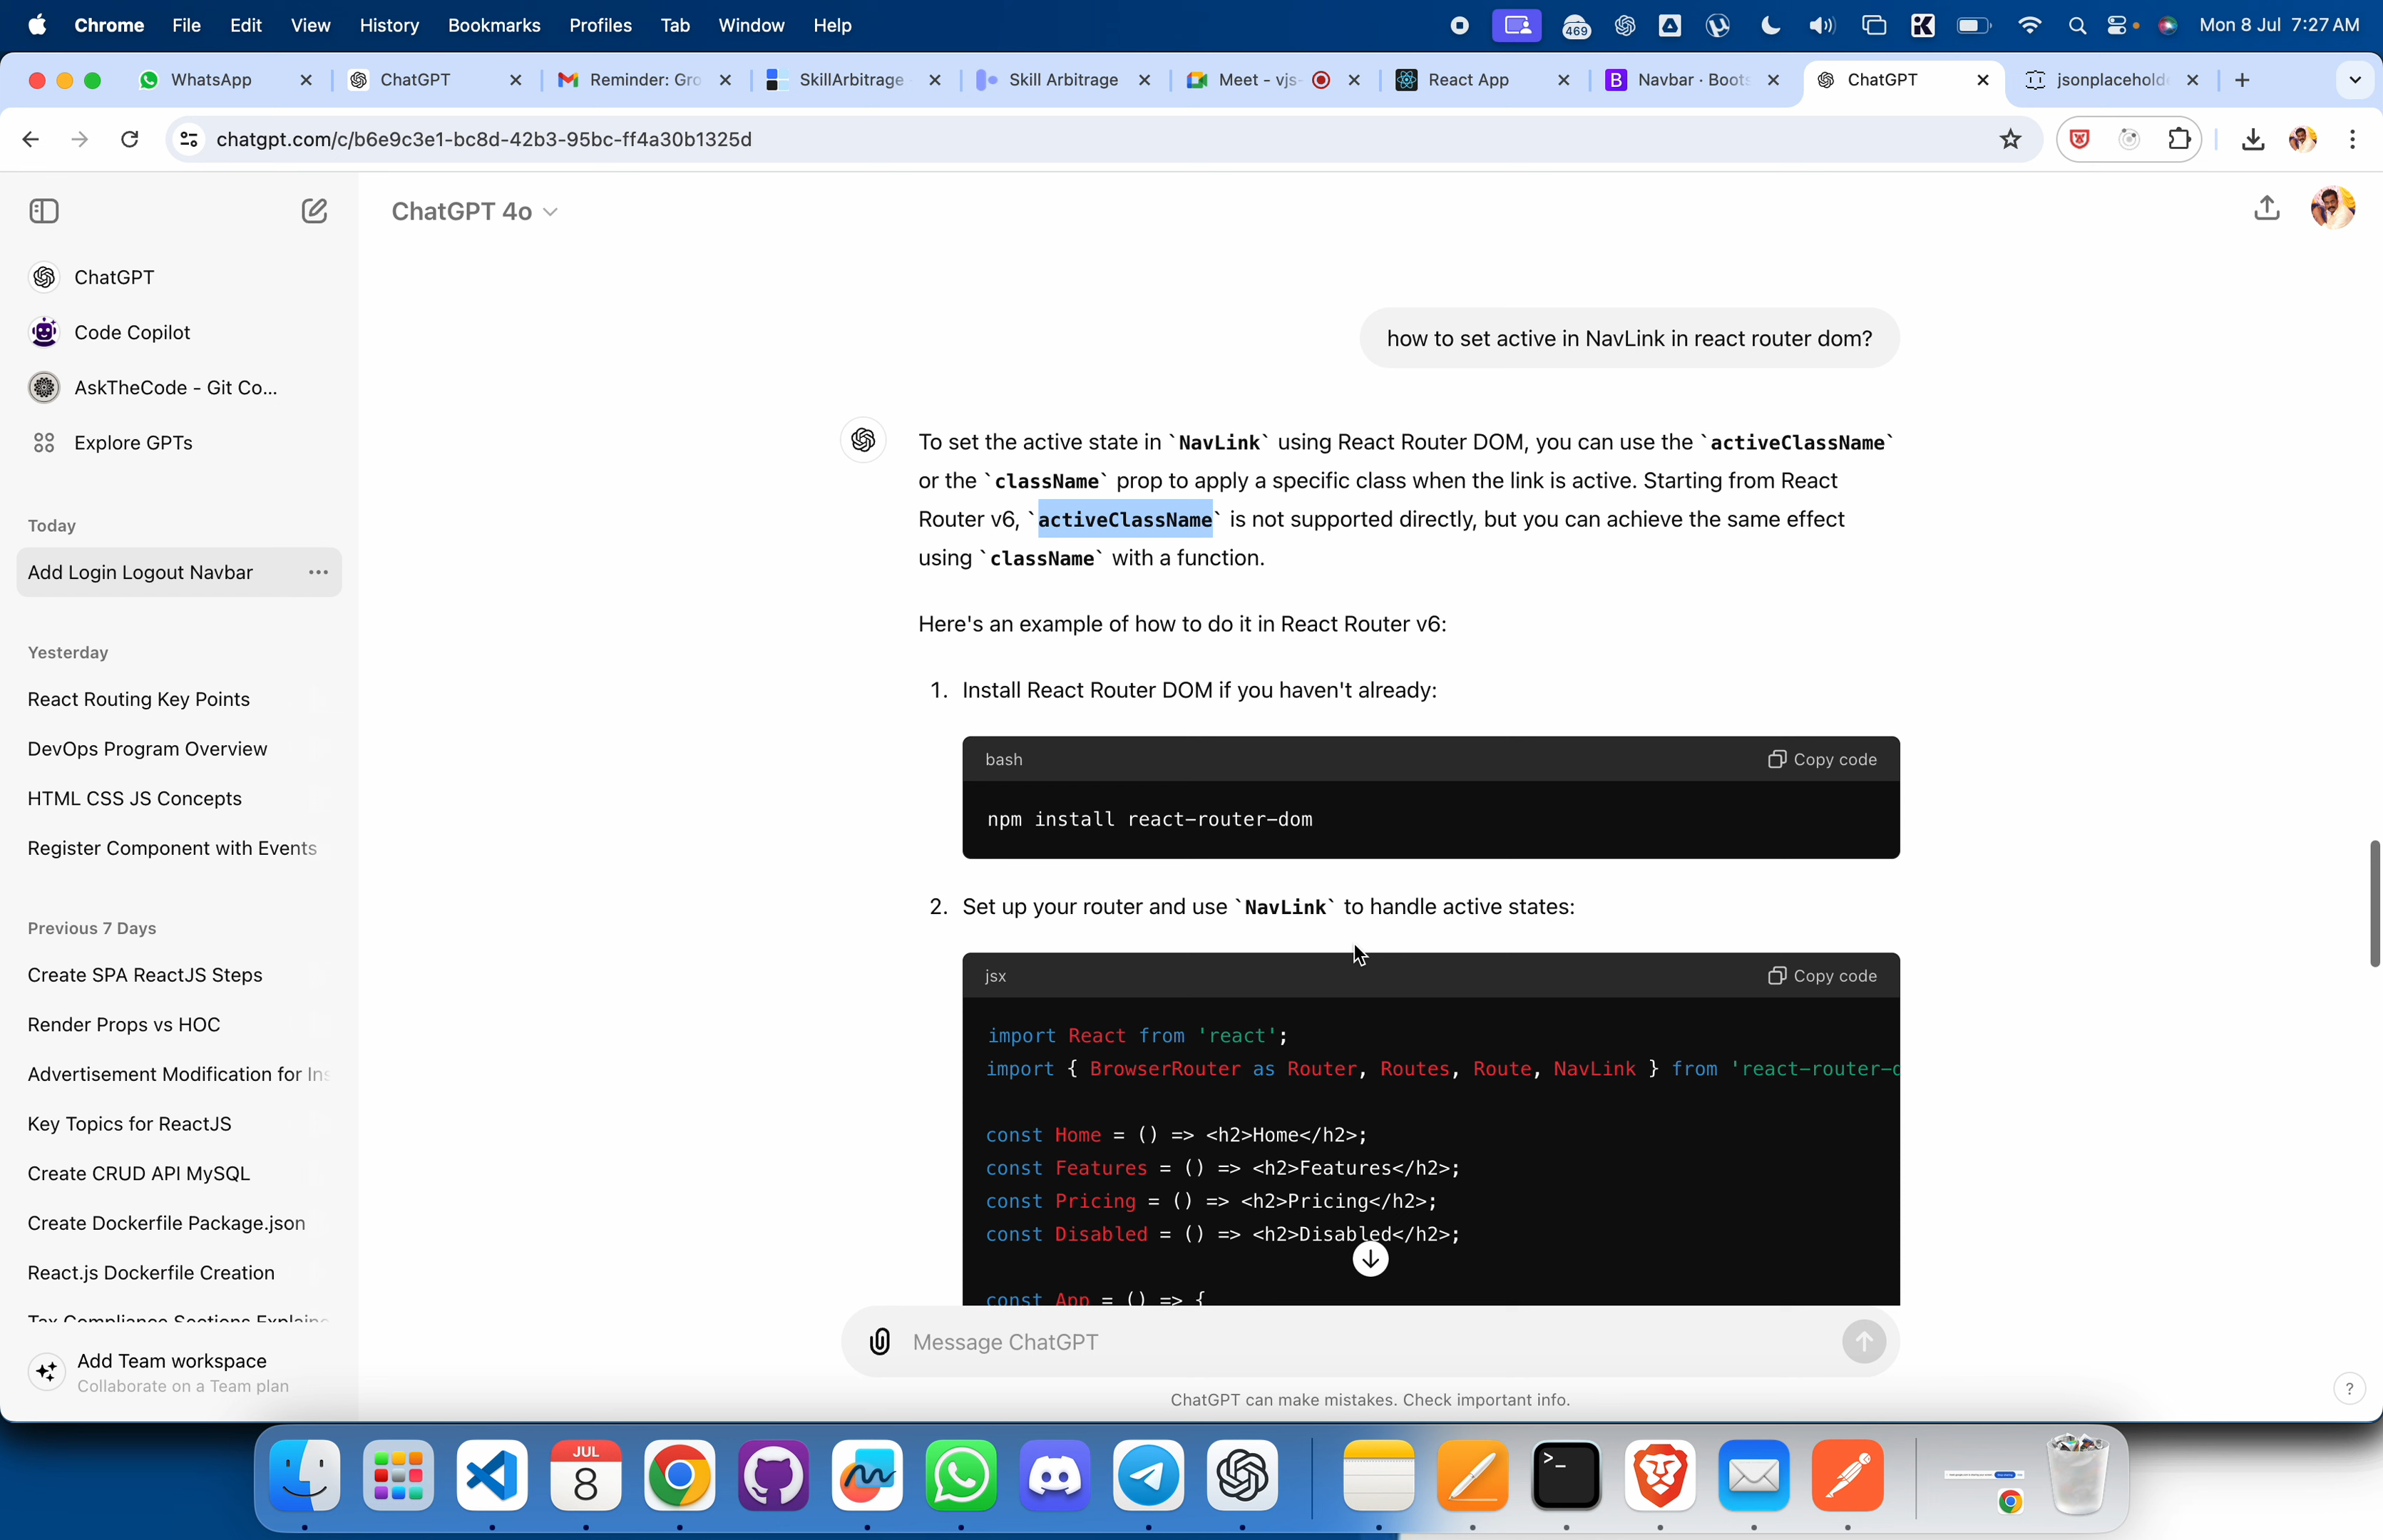 Chrome File Edit View History Bookmarks Profiles Tab Window Help 469 Mon 8 Jul 7:27 AM
WhatsApp ChatGPT Reminder: Gro SkillArbitrage Skill Arbitrage Meet - vjs- React App Navbar · Boots ChatGPT jsonplacehold
chatgpt.com/c/b6e9c3e1-bc8d-42b3-95bc-ff4a30b1325d
ChatGPT 4o
ChatGPT
Code Copilot
AskTheCode - Git Co...
Explore GPTs
Today
Add Login Logout Navbar
Yesterday
React Routing Key Points
DevOps Program Overview
HTML CSS JS Concepts
Register Component with Events
Previous 7 Days
Create SPA ReactJS Steps
Render Props vs HOC
Advertisement Modification for Ins
Key Topics for ReactJS
Create CRUD API MySQL
Create Dockerfile Package.json
React.js Dockerfile Creation
Tax Compliance Sections Explaine
Add Team workspace
Collaborate on a Team plan
how to set active in NavLink in react router dom?
To set the active state in `NavLink` using React Router DOM, you can use the `activeClassName`
or the `className` prop to apply a specific class when the link is active. Starting from React
Router v6, `activeClassName` is not supported directly, but you can achieve the same effect
using `className` with a function.
Here's an example of how to do it in React Router v6:
1. Install React Router DOM if you haven't already:
bash Copy code
npm install react-router-dom
2. Set up your router and use `NavLink` to handle active states:
jsx Copy code
import React from 'react';
import { BrowserRouter as Router, Routes, Route, NavLink } from 'react-router-d
const Home = () => <h2>Home</h2>;
const Features = () => <h2>Features</h2>;
const Pricing = () => <h2>Pricing</h2>;
const Disabled = () => <h2>Disabled</h2>;
const App = () => {
Message ChatGPT
ChatGPT can make mistakes. Check important info.
?
JUL
8